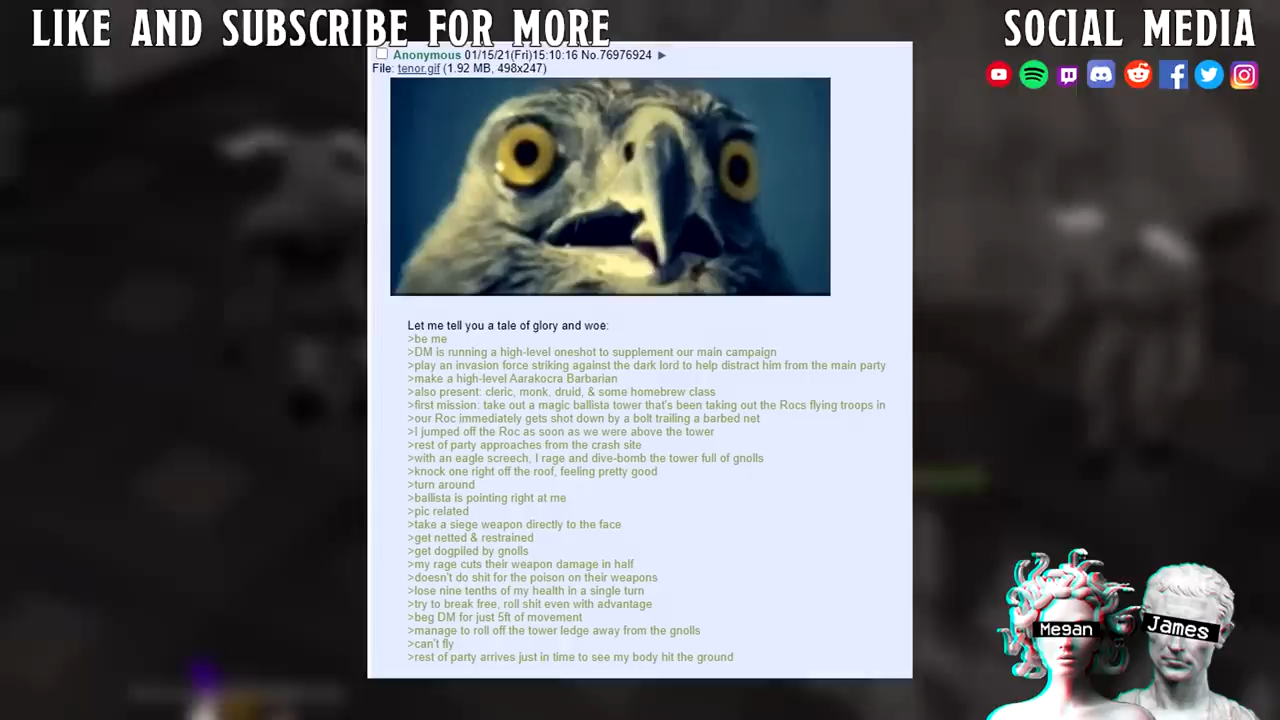 LIKE AND SUBSCRIBE FOR MORE
SOCIAL MEDIA
Anonymous 01/15/21(Fri)15:10:16 No.76976924 ▶
File: tenor.gif (1.92 MB, 498x247)
Let me tell you a tale of glory and woe:
>be me
>DM is running a high-level oneshot to supplement our main campaign
>play an invasion force striking against the dark lord to help distract him from the main party
>make a high-level Aarakocra Barbarian
>also present: cleric, monk, druid, & some homebrew class
>first mission: take out a magic ballista tower that's been taking out the Rocs flying troops in
>our Roc immediately gets shot down by a bolt trailing a barbed net
>I jumped off the Roc as soon as we were above the tower
>rest of party approaches from the crash site
>with an eagle screech, I rage and dive-bomb the tower full of gnolls
>knock one right off the roof, feeling pretty good
>turn around
>ballista is pointing right at me
>pic related
>take a siege weapon directly to the face
>get netted & restrained
>get dogpiled by gnolls
>my rage cuts their weapon damage in half
>doesn't do shit for the poison on their weapons
>lose nine tenths of my health in a single turn
>try to break free, roll shit even with advantage
>beg DM for just 5ft of movement
>manage to roll off the tower ledge away from the gnolls
>can't fly
>rest of party arrives just in time to see my body hit the ground
Megan
James